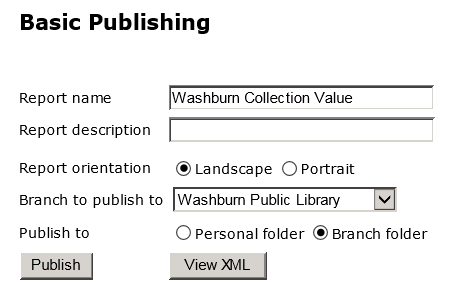 Basic Publishing
Report name Washburn Collection Value
Report description
Report orientation Landscape Portrait
Branch to publish to Washburn Public Library
Publish to Personal folder Branch folder
Publish View XML